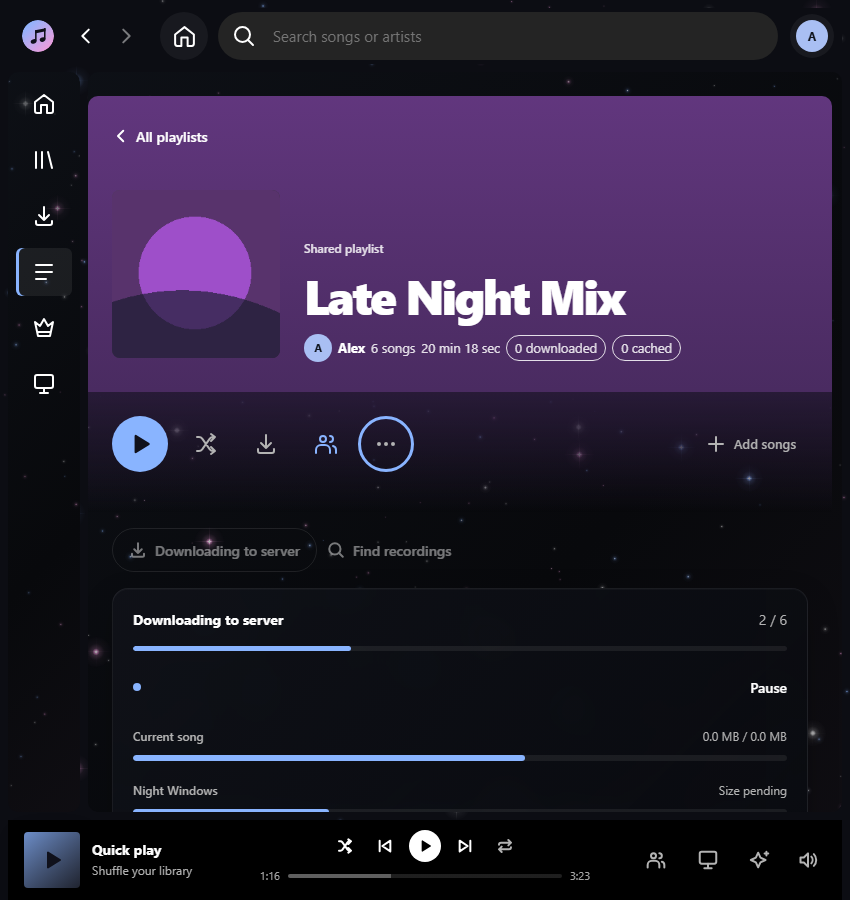 Search songs or artists
A
All playlists
Shared playlist
Late Night Mix
A Alex 6 songs 20 min 18 sec 0 downloaded 0 cached
Add songs
Downloading to server Find recordings
Downloading to server 2 / 6
Pause
Current song 0.0 MB / 0.0 MB
Night Windows Size pending
Quick play
Shuffle your library
1:16 3:23